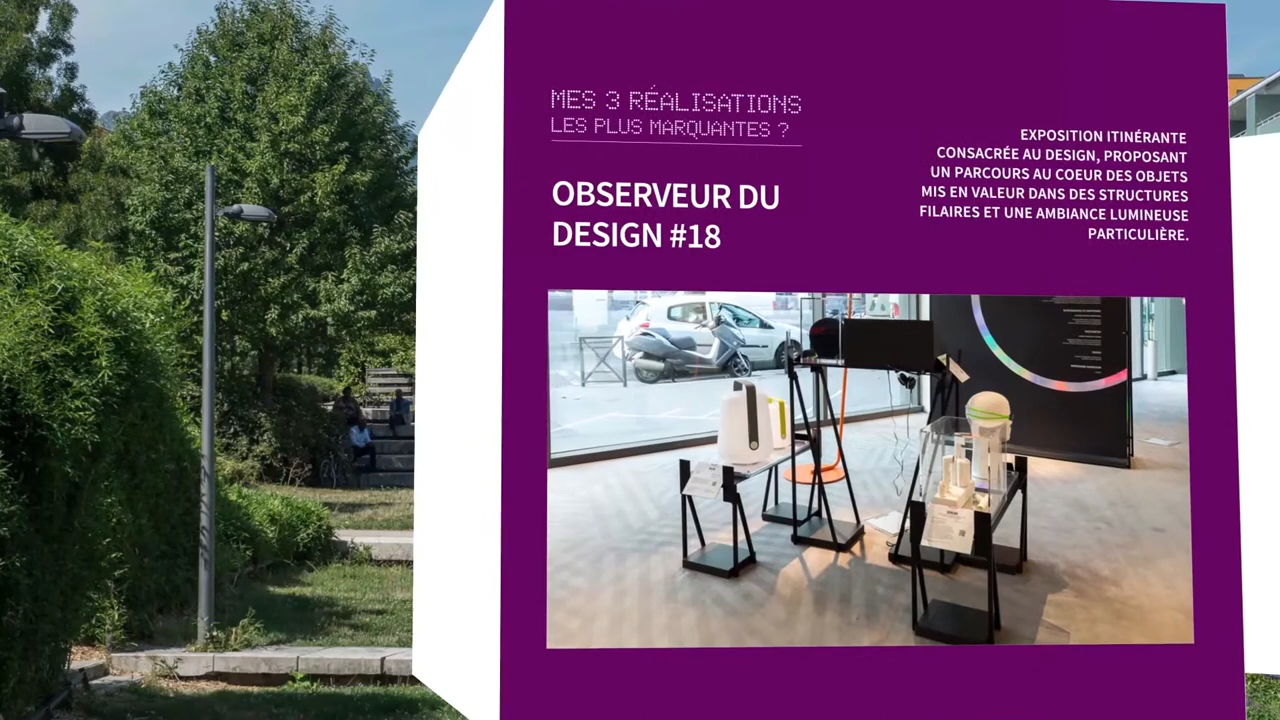 MES 3 RÉALISATIONS
LES PLUS MARQUANTES ?
OBSERVEUR DU
DESIGN #18
EXPOSITION ITINÉRANTE
CONSACRÉE AU DESIGN, PROPOSANT
UN PARCOURS AU COEUR DES OBJETS
MIS EN VALEUR DANS DES STRUCTURES
FILAIRES ET UNE AMBIANCE LUMINEUSE
PARTICULIÈRE.